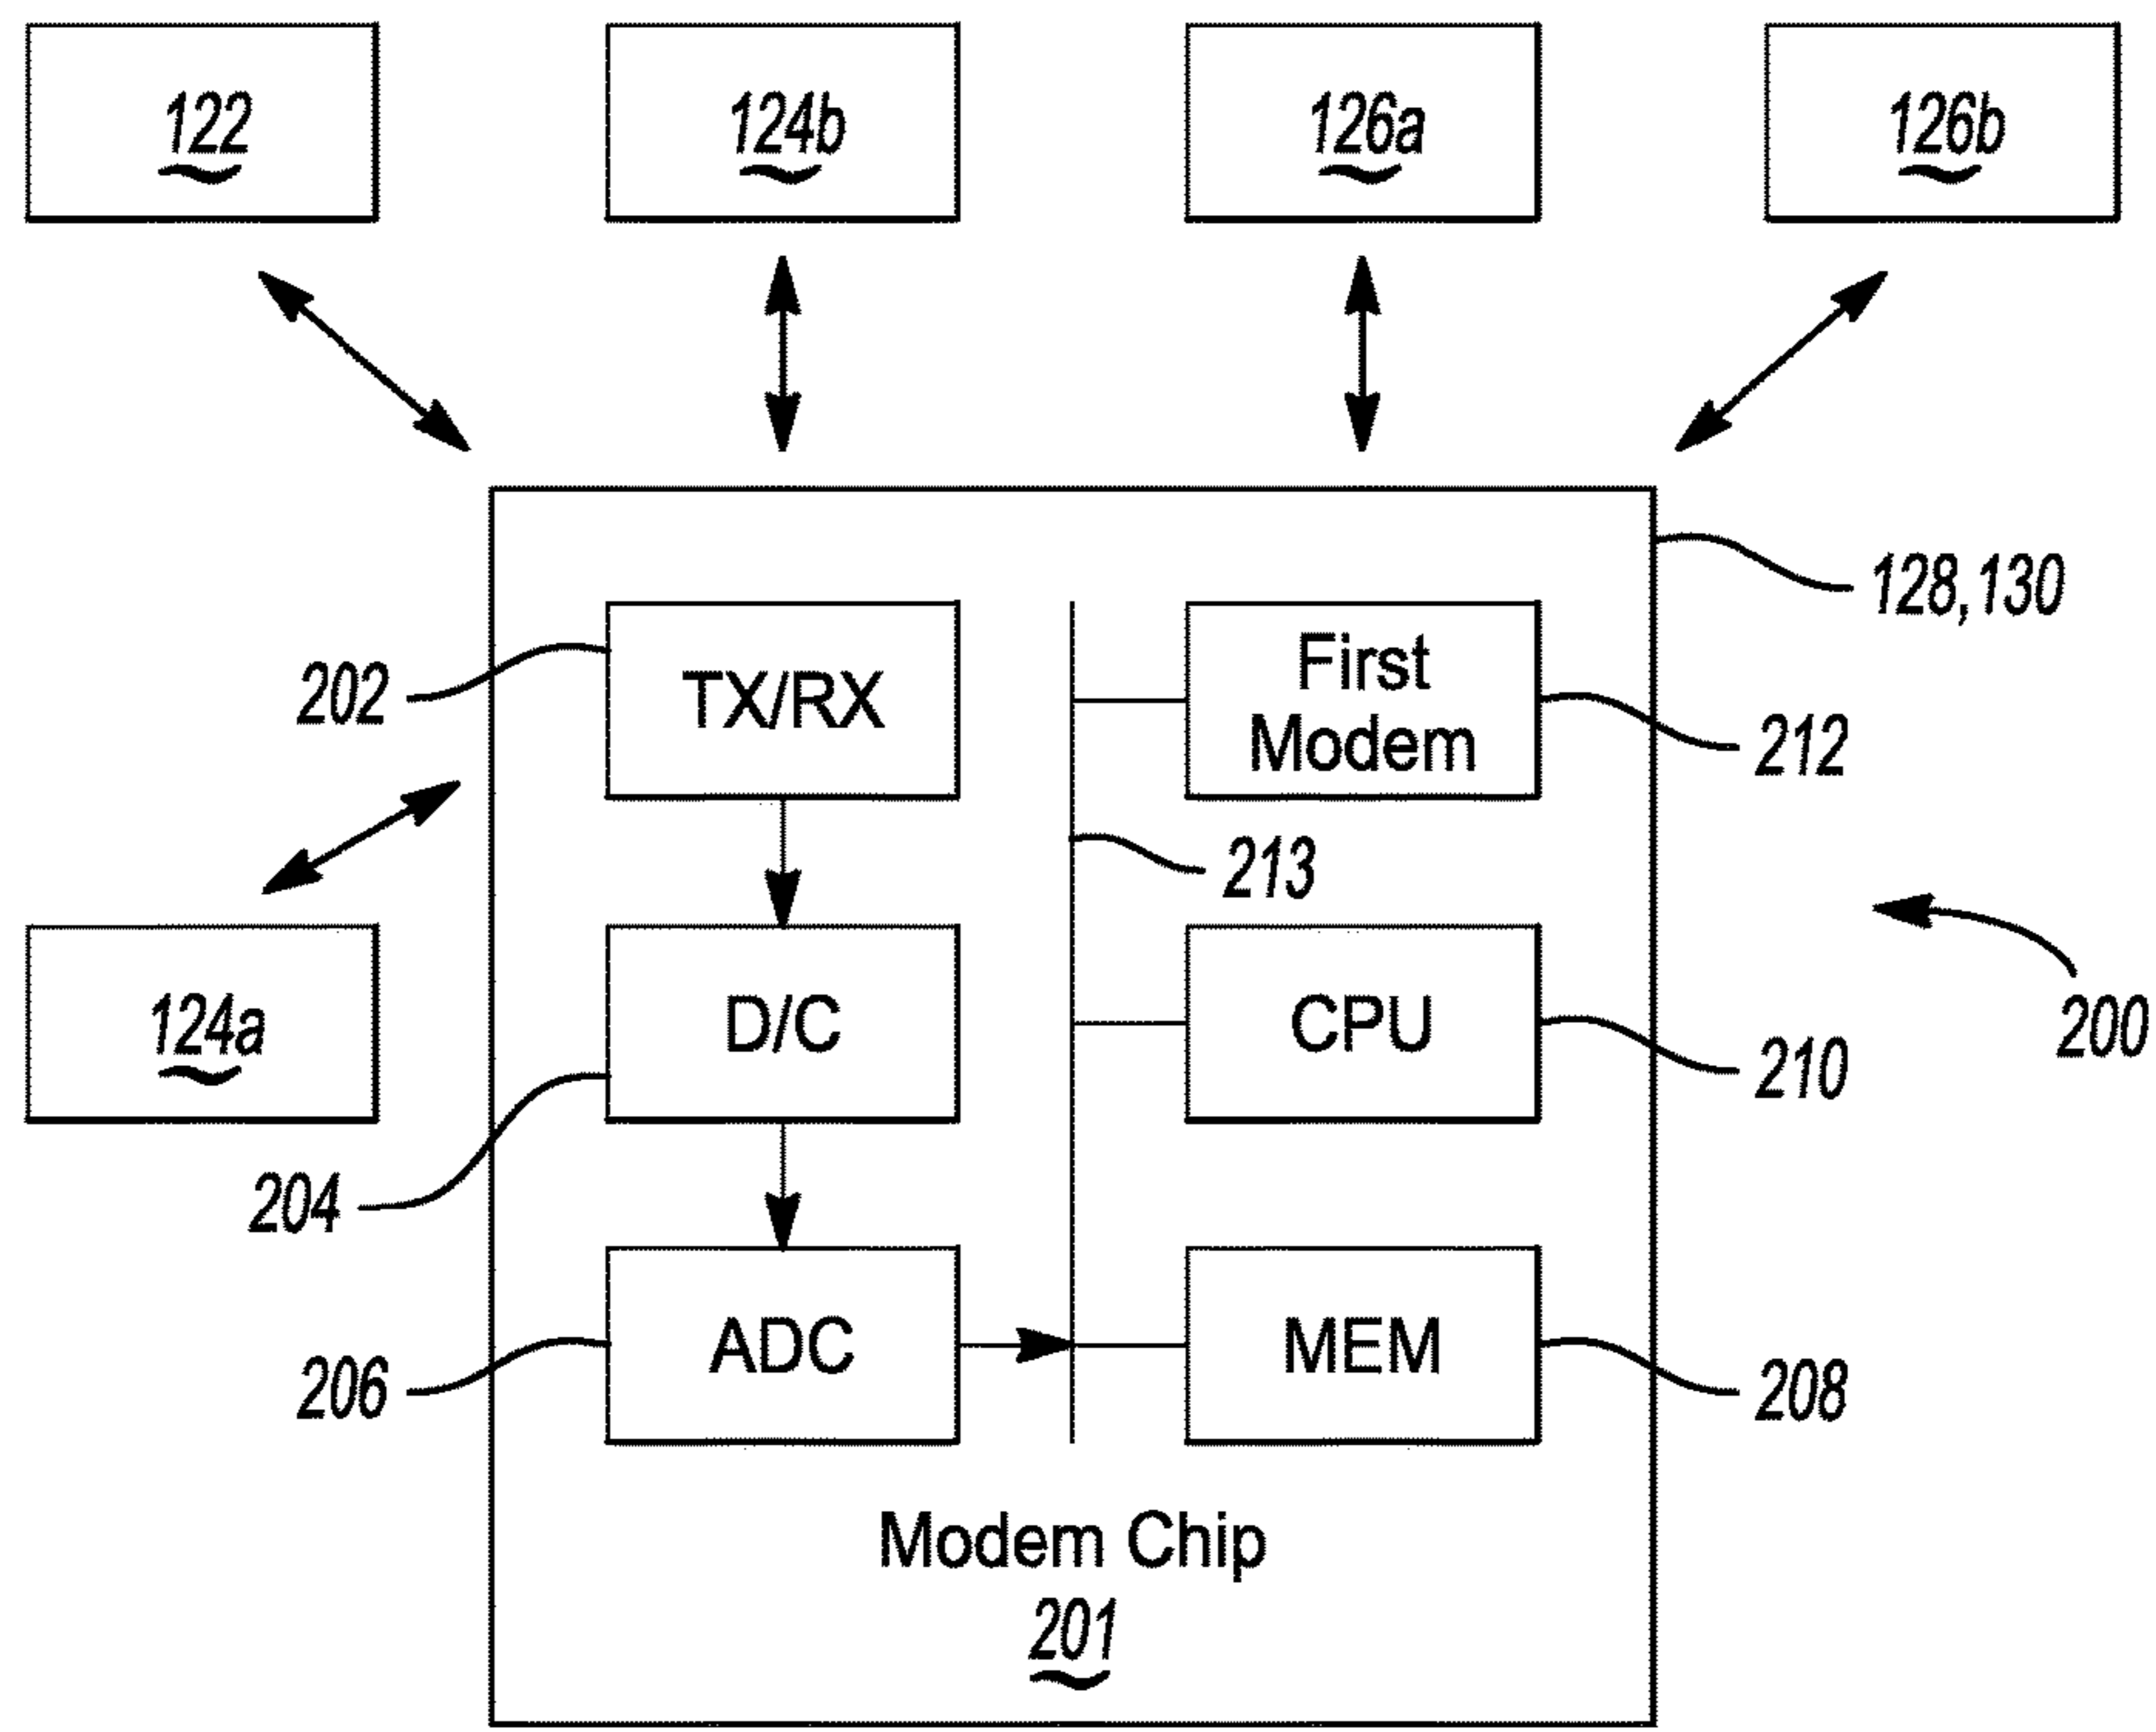 122
124b
126a
126b
128,130
202
TX/RX
First
Modem
212
213
124a
D/C
CPU
210
200
204
206
ADC
MEM
208
Modem Chip
201